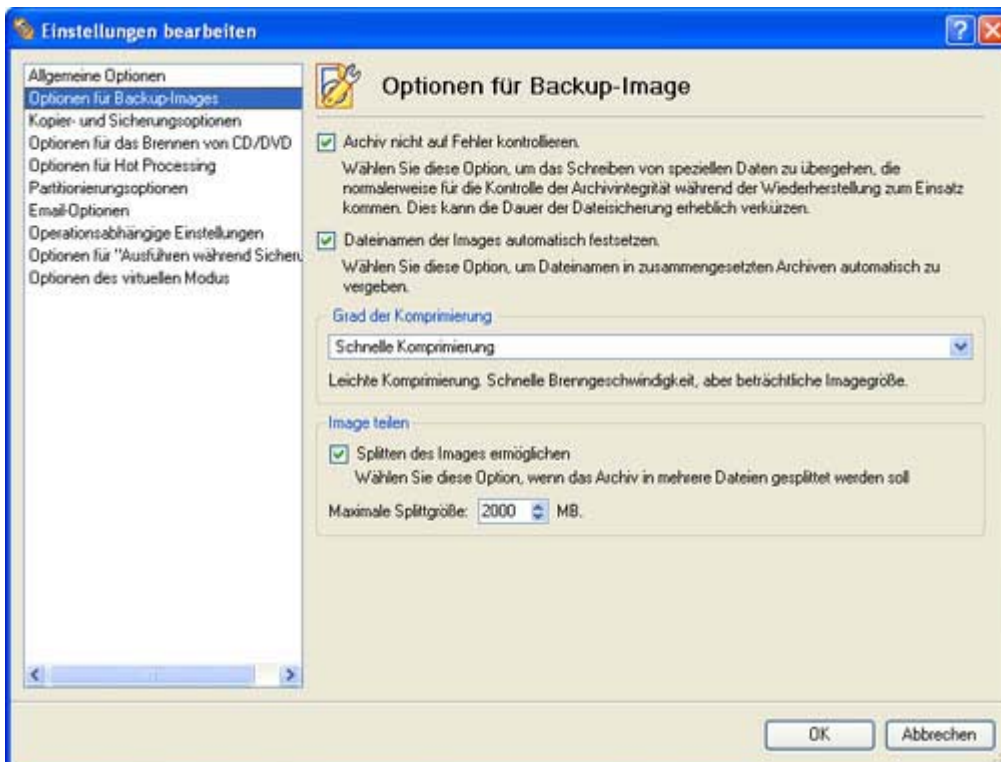 Einstellungen bearbeiten
Allgemeine Optionen
Optionen für Backup-Images
Kopier- und Sicherungsoptionen
Optionen für das Brennen von CD/DVD
Optionen für Hot Processing
Partitionierungsoptionen
Email-Optionen
Operationsabhängige Einstellungen
Optionen für "Ausführen während Sicheru
Optionen des virtuellen Modus
Optionen für Backup-Image
Archiv nicht auf Fehler kontrollieren.
Wählen Sie diese Option, um das Schreiben von speziellen Daten zu übergehen, die
normalerweise für die Kontrolle der Archivintegrität während der Wiederherstellung zum Einsatz
kommen. Dies kann die Dauer der Dateisicherung erheblich verkürzen.
Dateinamen der Images automatisch festsetzen.
Wählen Sie diese Option, um Dateinamen in zusammengesetzten Archiven automatisch zu
vergeben.
Grad der Komprimierung
Schnelle Komprimierung
Leichte Komprimierung. Schnelle Brenngeschwindigkeit, aber beträchtliche Imagegröße.
Image teilen
Splitten des Images ermöglichen
Wählen Sie diese Option, wenn das Archiv in mehrere Dateien gesplittet werden soll
Maximale Splittgröße: 2000 MB.
OK Abbrechen